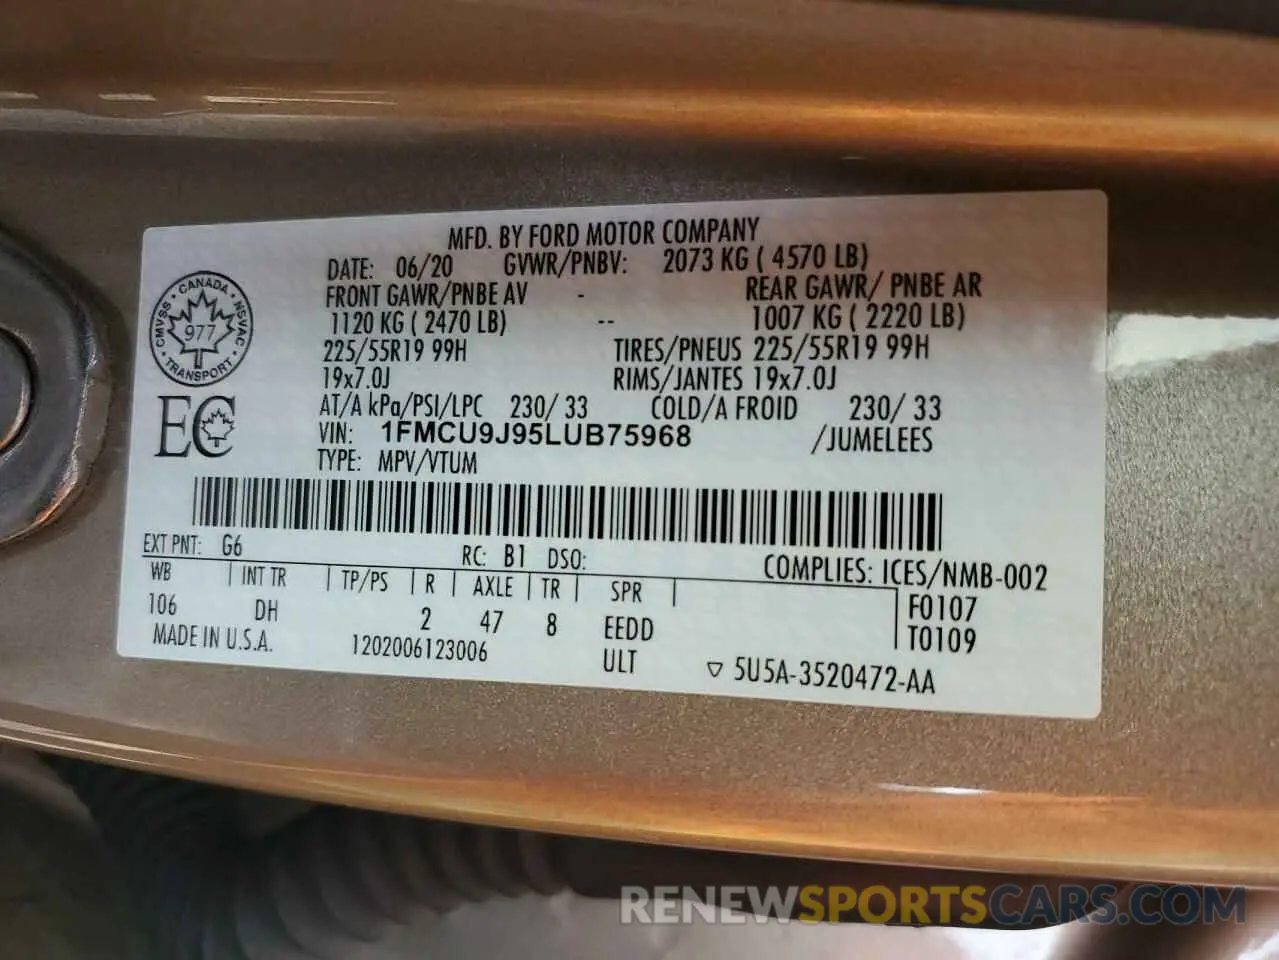 MFD. BY FORD MOTOR COMPANY
DATE: 06/20 GVWR/PNBV: 2073 KG ( 4570 LB)
FRONT GAWR/PNBE AV - REAR GAWR/ PNBE AR
1120 KG ( 2470 LB) -- 1007 KG ( 2220 LB)
225/55R19 99H TIRES/PNEUS 225/55R19 99H
19x7.0J RIMS/JANTES 19x7.0J
AT/A kPa/PSI/LPC 230/ 33 COLD/A FROID 230/ 33
VIN: 1FMCU9J95LUB75968 /JUMELEES
TYPE: MPV/VTUM
CANADA
CMVSS • NSVAC
977
TRANSPORT
EC
EXT PNT: G6 RC: B1 DSO: COMPLIES: ICES/NMB-002
WB | INT TR | TP/PS | R | AXLE | TR | SPR | F0107
106 DH 2 47 8 EEDD T0109
MADE IN U.S.A. 1202006123006 ULT ▽ 5U5A-3520472-AA
RENEWSPORTSCARS.COM